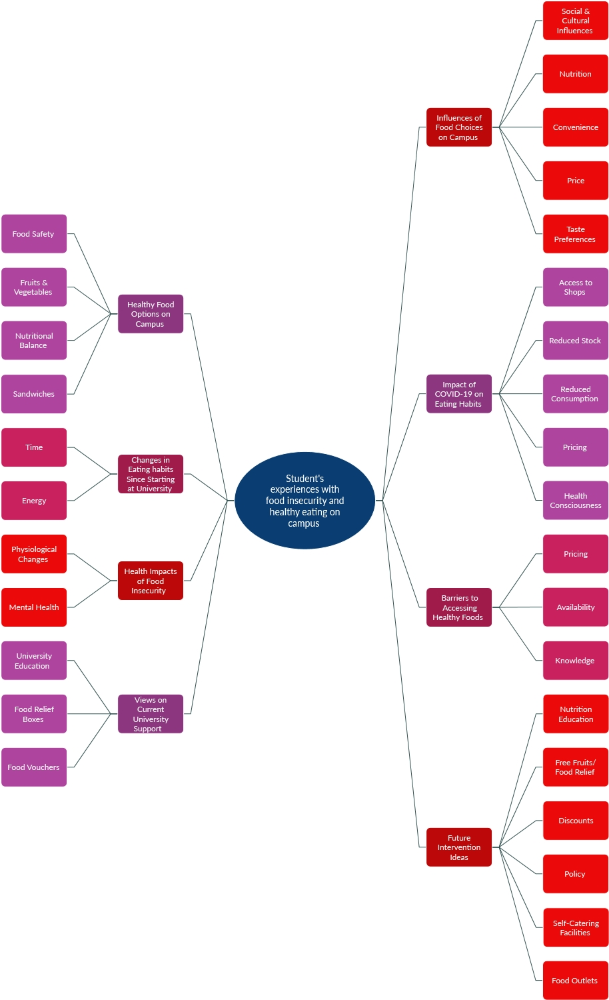 Student's
experiences with
food insecurity and
healthy eating on
campus
Healthy Food
Options on
Campus
Food Safety
Fruits &
Vegetables
Nutritional
Balance
Sandwiches
Changes in
Eating habits
Since Starting
at University
Time
Energy
Health Impacts
of Food
Insecurity
Physiological
Changes
Mental Health
Views on
Current
University
Support
University
Education
Food Relief
Boxes
Food Vouchers
Influences of
Food Choices
on Campus
Social &
Cultural
Influences
Nutrition
Convenience
Price
Taste
Preferences
Impact of
COVID-19 on
Eating Habits
Access to
Shops
Reduced Stock
Reduced
Consumption
Pricing
Health
Consciousness
Barriers to
Accessing
Healthy Foods
Pricing
Availability
Knowledge
Future
Intervention
Ideas
Nutrition
Education
Free Fruits/
Food Relief
Discounts
Policy
Self-Catering
Facilities
Food Outlets